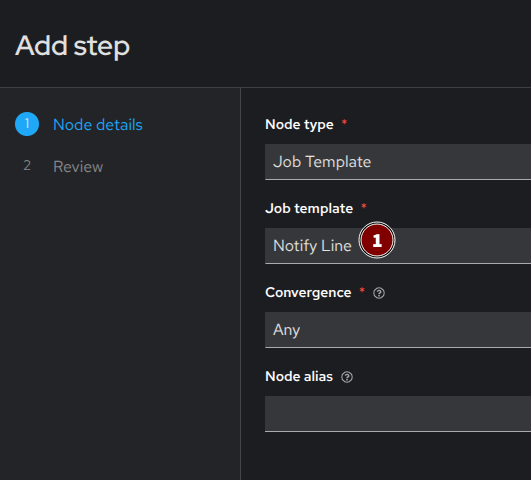 Add step
1 Node details
2 Review
Node type *
Job Template
Job template *
Notify Line 1
Convergence * ?
Any
Node alias ?